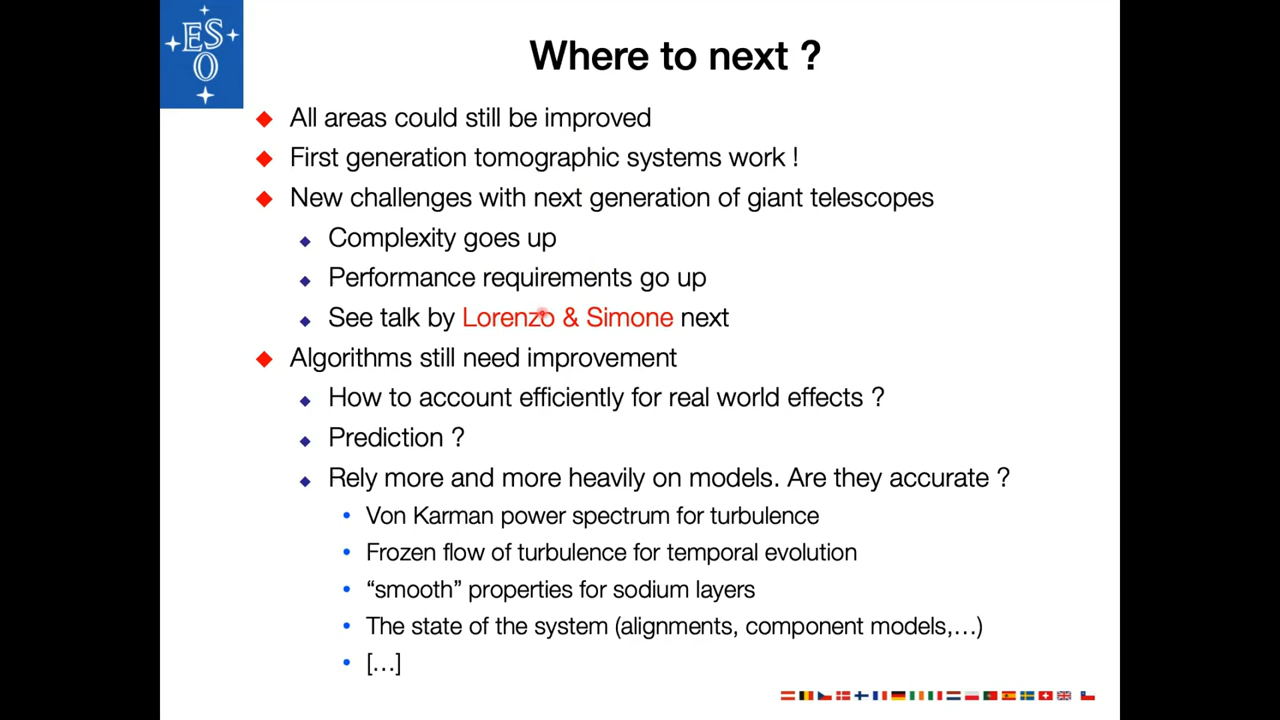 ESO
Where to next ?
All areas could still be improved
First generation tomographic systems work !
New challenges with next generation of giant telescopes
Complexity goes up
Performance requirements go up
See talk by Lorenzo & Simone next
Algorithms still need improvement
How to account efficiently for real world effects ?
Prediction ?
Rely more and more heavily on models. Are they accurate ?
Von Karman power spectrum for turbulence
Frozen flow of turbulence for temporal evolution
“smooth” properties for sodium layers
The state of the system (alignments, component models,…)
[…]